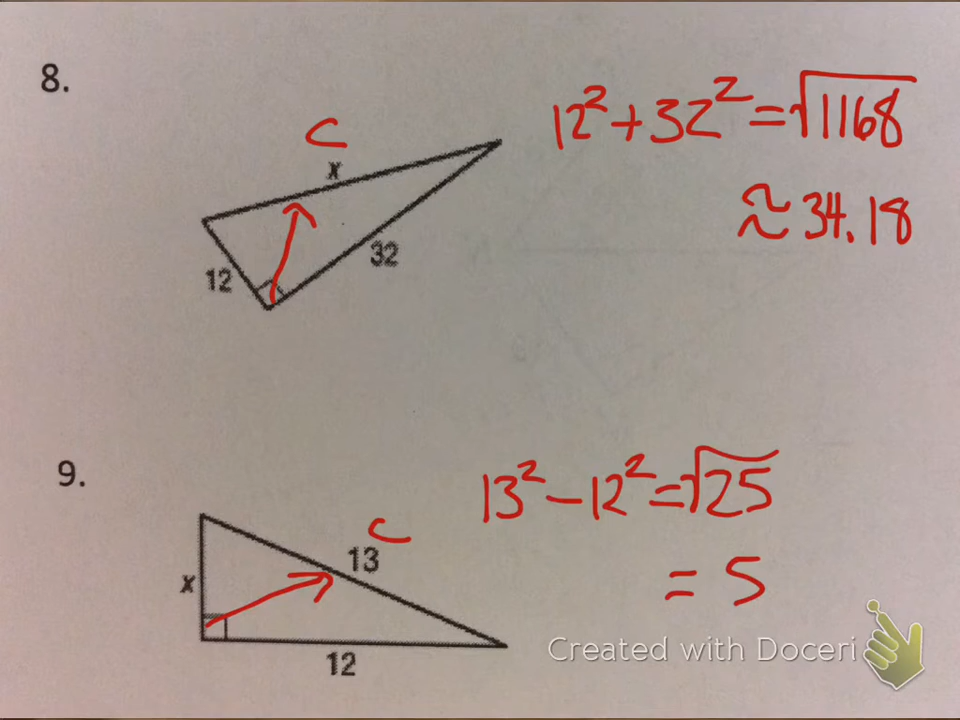 8.
C
x
12
32
12² + 32² = √1168
≈ 34.18
9.
C
13
x
12
13² − 12² = √25
= 5
Created with Doceri